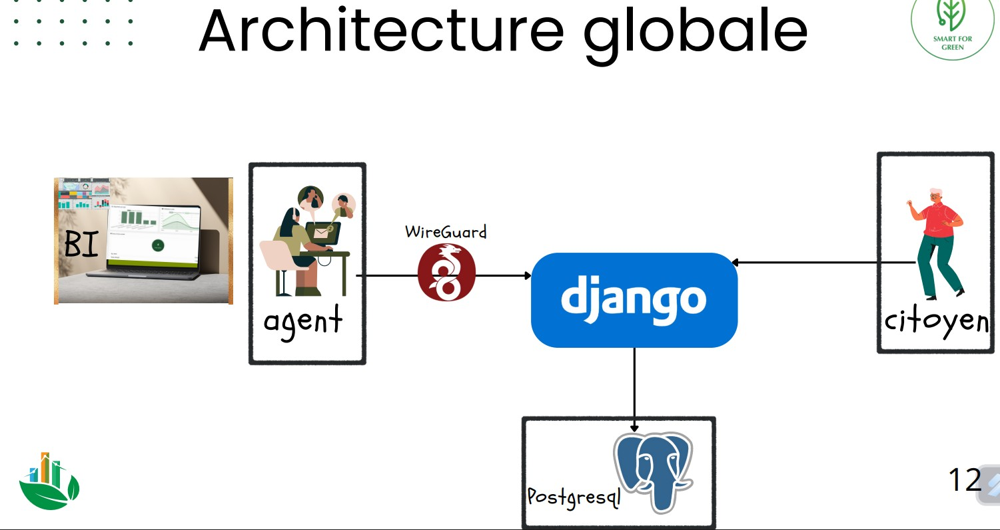 Architecture globale
SMART FOR
GREEN
BI
agent
WireGuard
django
citoyen
Postgresql
12